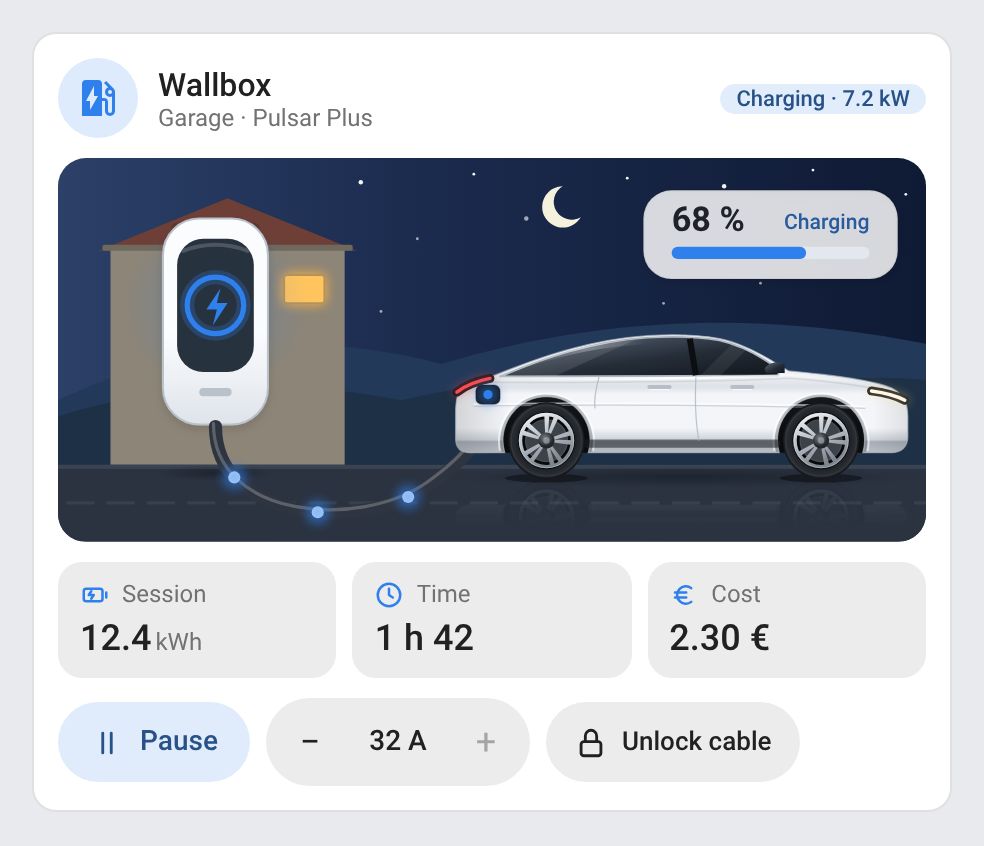 Wallbox
Garage · Pulsar Plus
Charging · 7.2 kW
68 % Charging
Session
12.4 kWh
Time
1 h 42
Cost
2.30 €
Pause
− 32 A +
Unlock cable